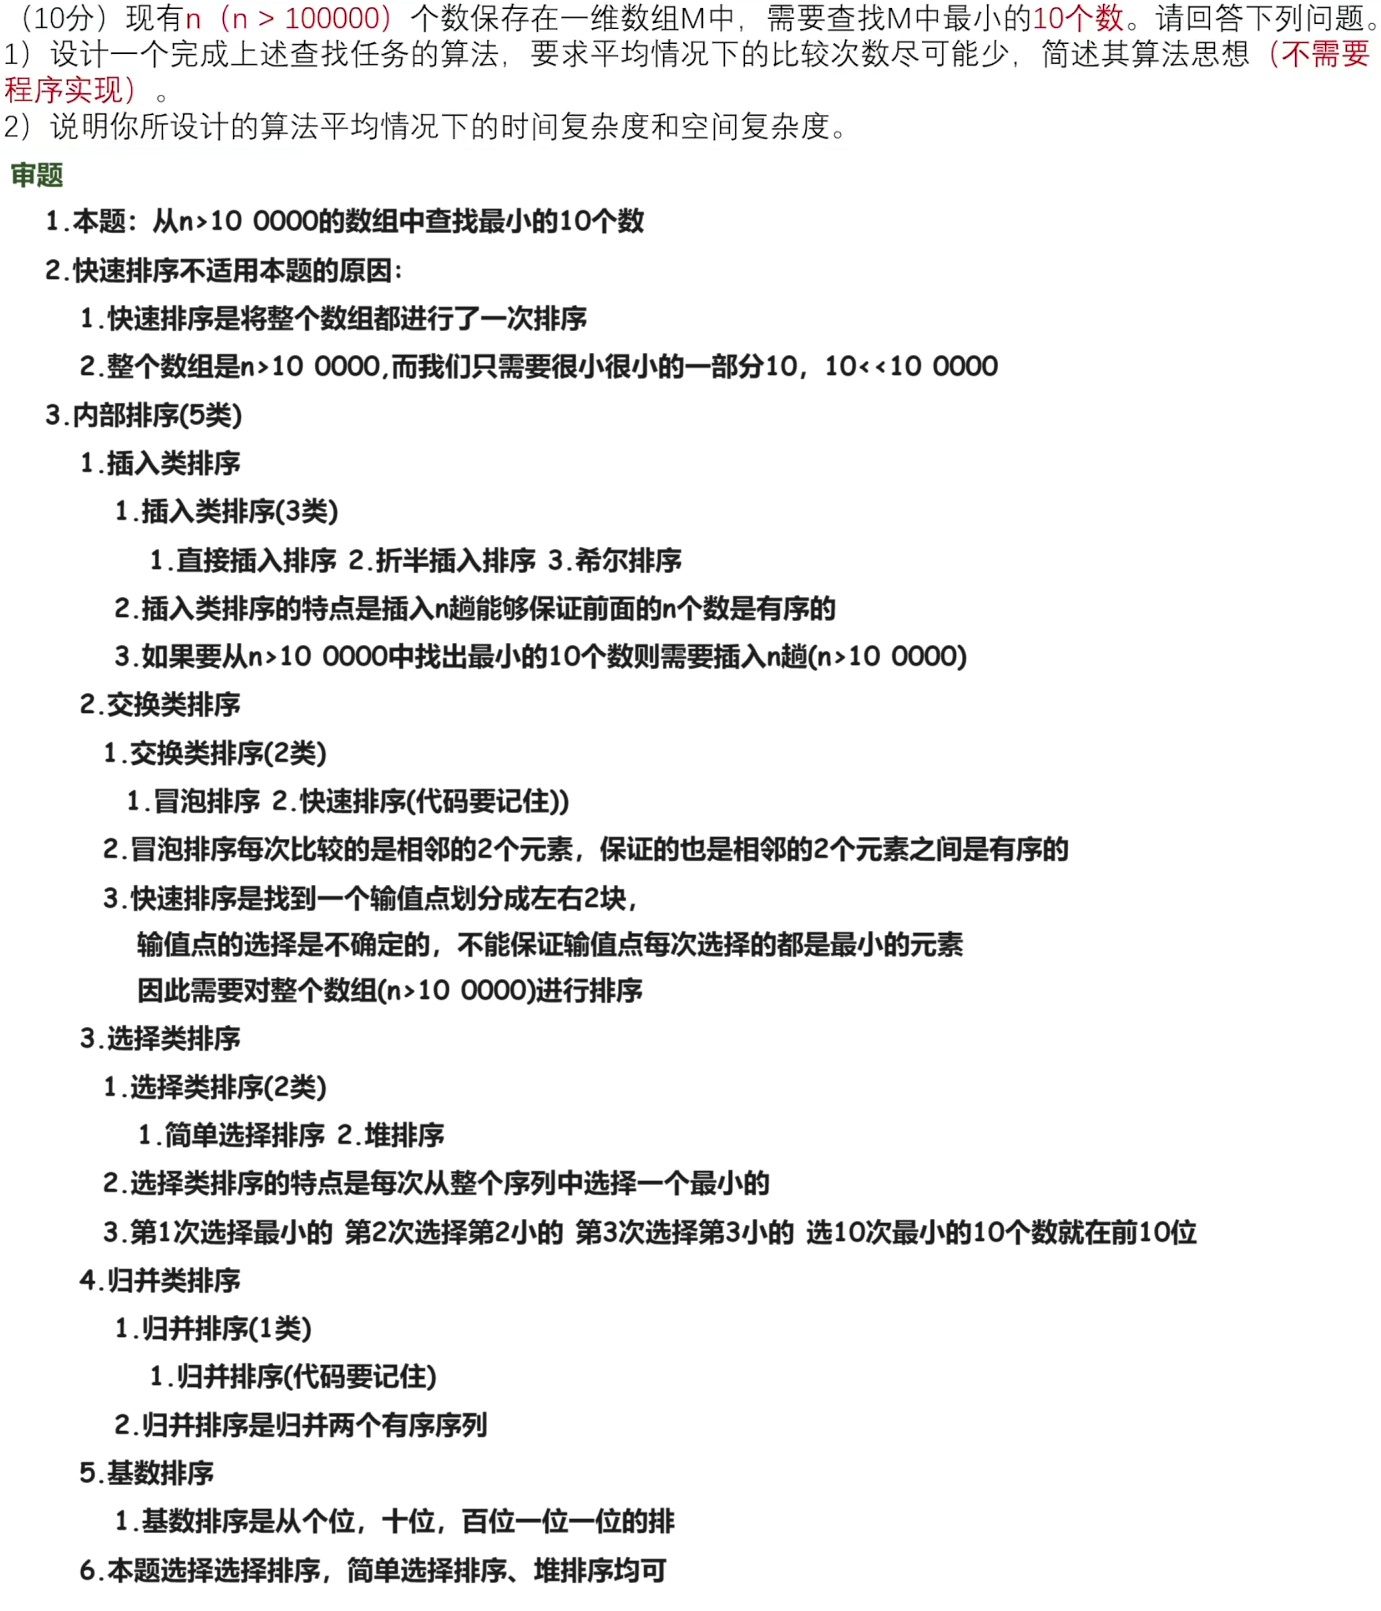 （10分）现有n（n > 100000）个数保存在一维数组M中，需要查找M中最小的10个数。请回答下列问题。
1）设计一个完成上述查找任务的算法，要求平均情况下的比较次数尽可能少，简述其算法思想（不需要
程序实现）。
2）说明你所设计的算法平均情况下的时间复杂度和空间复杂度。
审题
1.本题：从n>10 0000的数组中查找最小的10个数
2.快速排序不适用本题的原因：
1.快速排序是将整个数组都进行了一次排序
2.整个数组是n>10 0000,而我们只需要很小很小的一部分10，10<<10 0000
3.内部排序(5类)
1.插入类排序
1.插入类排序(3类)
1.直接插入排序 2.折半插入排序 3.希尔排序
2.插入类排序的特点是插入n趟能够保证前面的n个数是有序的
3.如果要从n>10 0000中找出最小的10个数则需要插入n趟(n>10 0000)
2.交换类排序
1.交换类排序(2类)
1.冒泡排序 2.快速排序(代码要记住))
2.冒泡排序每次比较的是相邻的2个元素，保证的也是相邻的2个元素之间是有序的
3.快速排序是找到一个输值点划分成左右2块，
输值点的选择是不确定的，不能保证输值点每次选择的都是最小的元素
因此需要对整个数组(n>10 0000)进行排序
3.选择类排序
1.选择类排序(2类)
1.简单选择排序 2.堆排序
2.选择类排序的特点是每次从整个序列中选择一个最小的
3.第1次选择最小的 第2次选择第2小的 第3次选择第3小的 选10次最小的10个数就在前10位
4.归并类排序
1.归并排序(1类)
1.归并排序(代码要记住)
2.归并排序是归并两个有序序列
5.基数排序
1.基数排序是从个位，十位，百位一位一位的排
6.本题选择选择排序，简单选择排序、堆排序均可